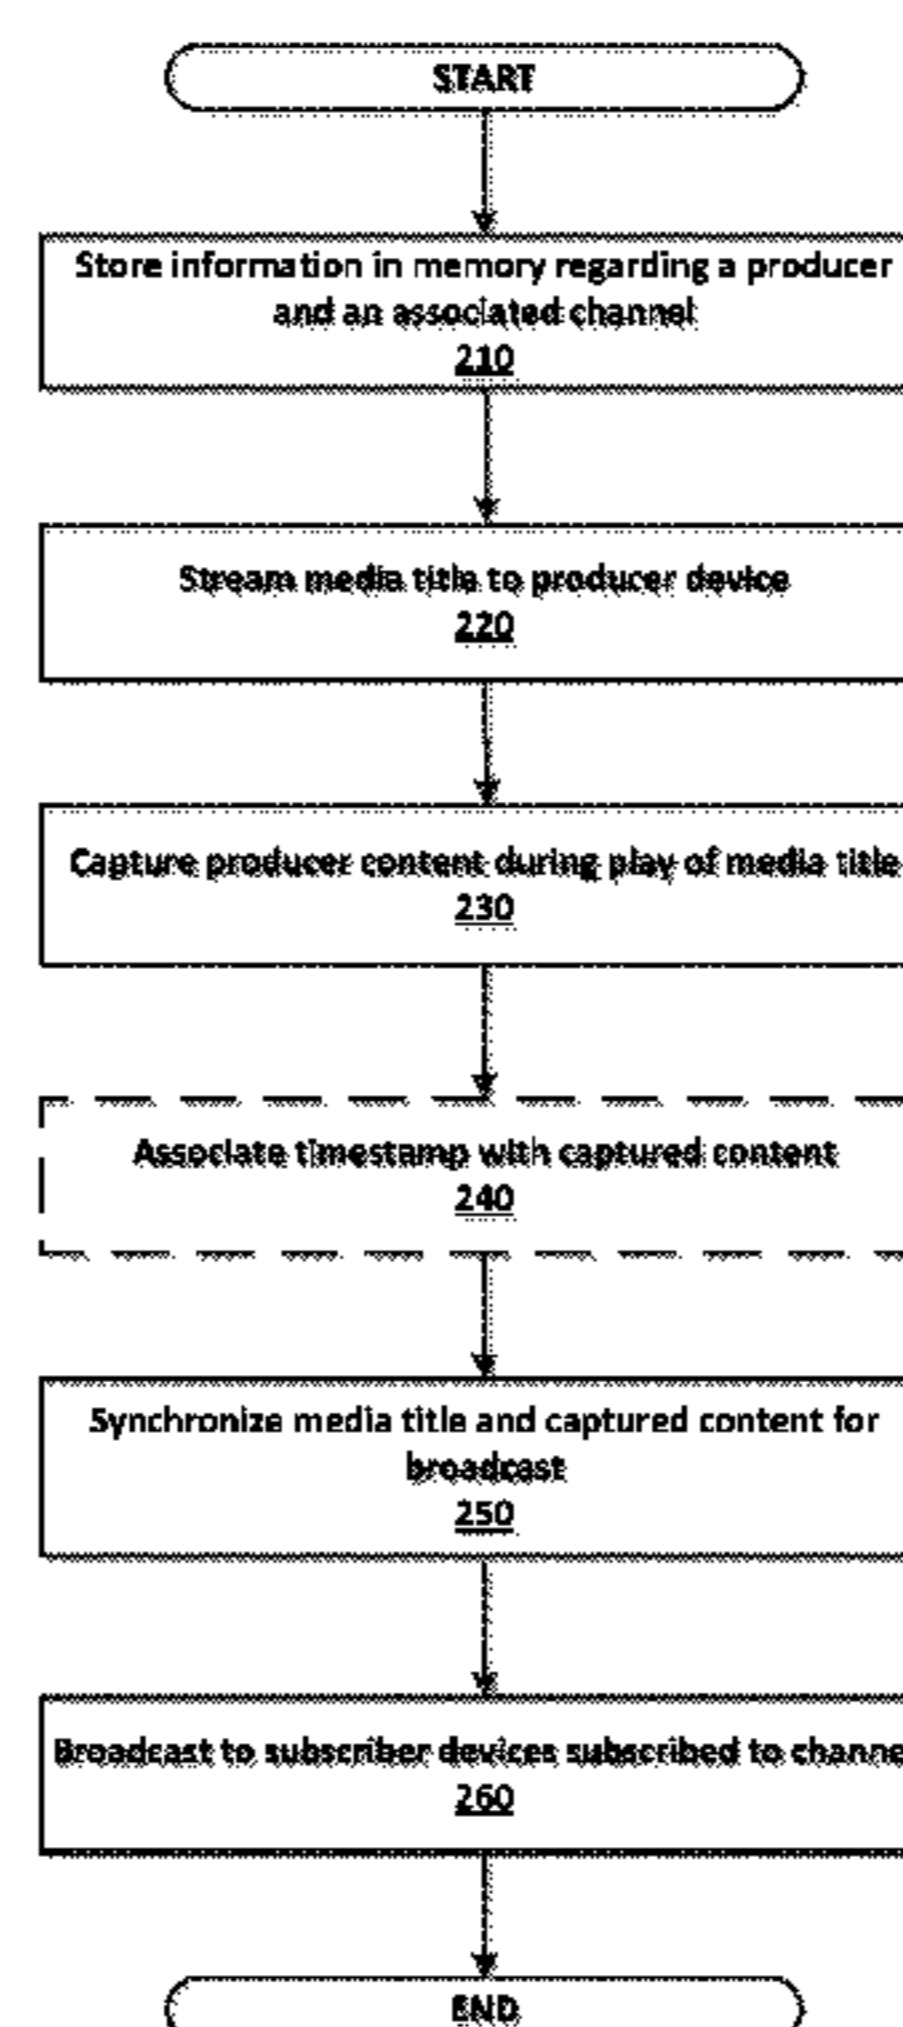 START
Store information in memory regarding a producer
and an associated channel
210
Stream media title to producer device
220
Capture producer content during play of media title
230
Associate timestamp with captured content
240
Synchronize media title and captured content for
broadcast
250
Broadcast to subscriber devices subscribed to channe
260
END